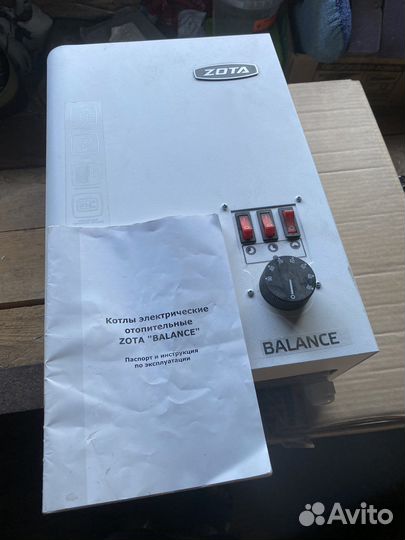 ZOTA
BALANCE
Котлы электрические
отопительные
ZOTA "BALANCE"
Паспорт и инструкция
по эксплуатации
Avito